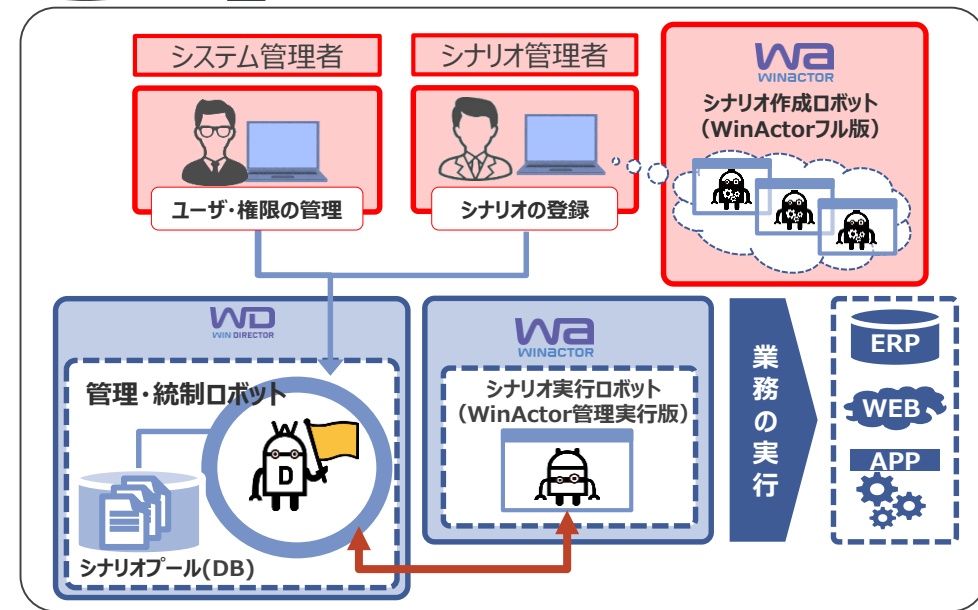 システム管理者
シナリオ管理者
WA
WINACTOR
シナリオ作成ロボット
（WinActorフル版）
ユーザ・権限の管理
シナリオの登録
WD
WIN DIRECTOR
管理・統制ロボット
D
シナリオプール(DB)
WA
WINACTOR
シナリオ実行ロボット
（WinActor管理実行版）
業務の実行
ERP
WEB
APP